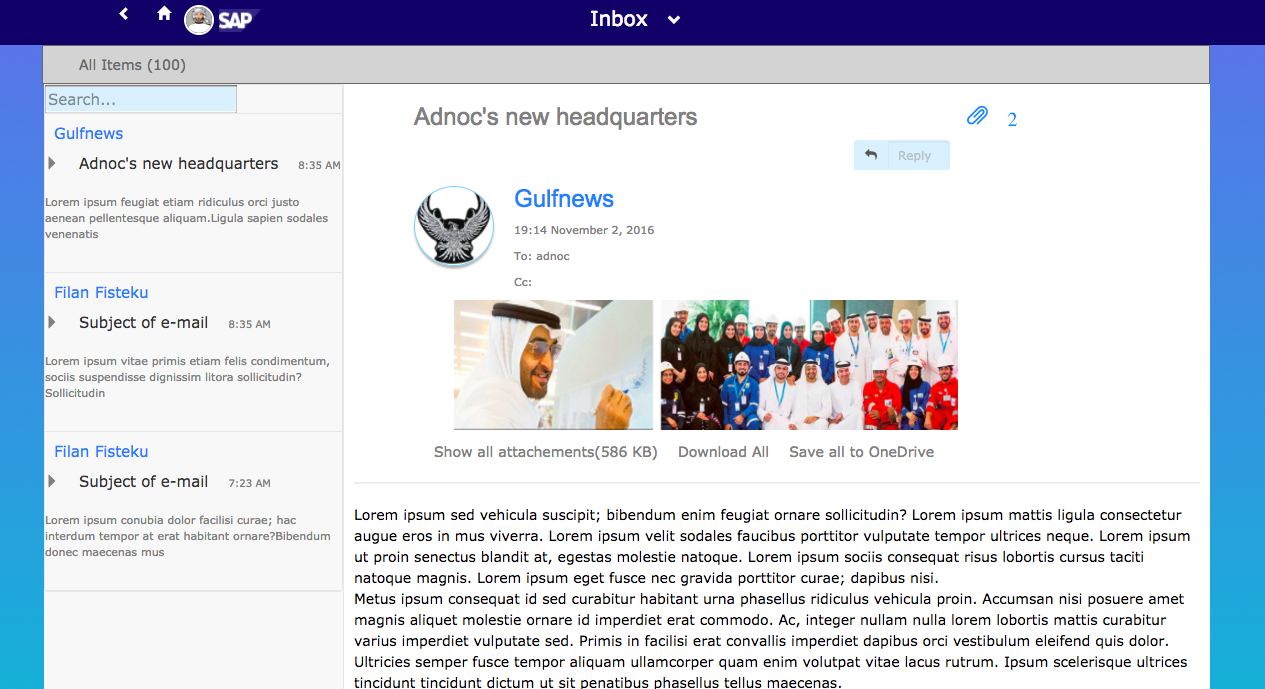 SAP
Inbox
All Items (100)
Search...
Gulfnews
Adnoc's new headquarters 8:35 AM
Lorem ipsum feugiat etiam ridiculus orci justo
aenean pellentesque aliquam.Ligula sapien sodales
venenatis
Filan Fisteku
Subject of e-mail 8:35 AM
Lorem ipsum vitae primis etiam felis condimentum,
sociis suspendisse dignissim litora sollicitudin?
Sollicitudin
Filan Fisteku
Subject of e-mail 7:23 AM
Lorem ipsum conubia dolor facilisi curae; hac
interdum tempor at erat habitant ornare?Bibendum
donec maecenas mus
Adnoc's new headquarters 2
Reply
Gulfnews
19:14 November 2, 2016
To: adnoc
Cc:
Show all attachements(586 KB) Download All Save all to OneDrive
Lorem ipsum sed vehicula suscipit; bibendum enim feugiat ornare sollicitudin? Lorem ipsum mattis ligula consectetur
augue eros in mus viverra. Lorem ipsum velit sodales faucibus porttitor vulputate tempor ultrices neque. Lorem ipsum
ut proin senectus blandit at, egestas molestie natoque. Lorem ipsum sociis consequat risus lobortis cursus taciti
natoque magnis. Lorem ipsum eget fusce nec gravida porttitor curae; dapibus nisi.
Metus ipsum consequat id sed curabitur habitant urna phasellus ridiculus vehicula proin. Accumsan nisi posuere amet
magnis aliquet molestie ornare id imperdiet erat commodo. Ac, integer nullam nulla lorem lobortis mattis curabitur
varius imperdiet vulputate sed. Primis in facilisi erat convallis imperdiet dapibus orci vestibulum eleifend quis dolor.
Ultricies semper fusce tempor aliquam ullamcorper quam enim volutpat vitae lacus rutrum. Ipsum scelerisque ultrices
tincidunt tincidunt dictum ut sit penatibus phasellus tellus maecenas.